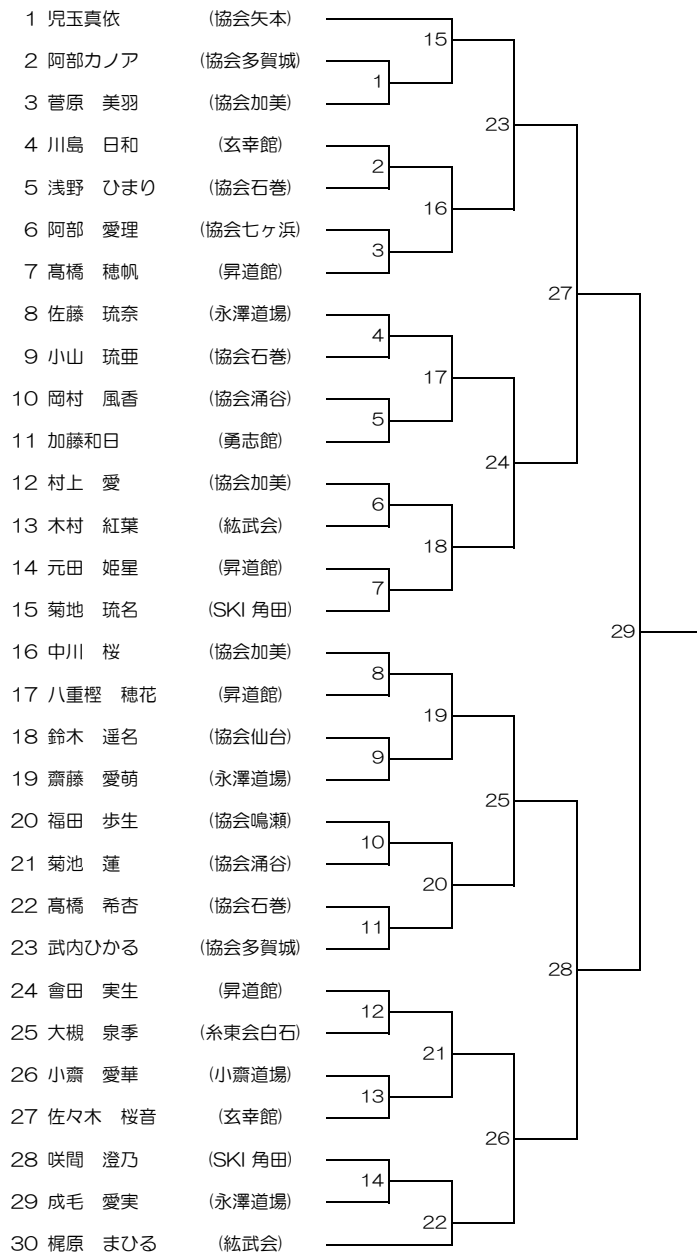 1 児玉真依 (協会矢本)
15
2 阿部カノア (協会多賀城)
1
3 菅原 美羽 (協会加美)
23
4 川島 日和 (玄幸館)
2
5 浅野 ひまり (協会石巻)
16
6 阿部 愛理 (協会七ヶ浜)
3
7 髙橋 穂帆 (昇道館)
27
8 佐藤 琉奈 (永澤道場)
4
9 小山 琉亜 (協会石巻)
17
10 岡村 風香 (協会涌谷)
5
11 加藤和日 (勇志館)
24
12 村上 愛 (協会加美)
6
13 木村 紅葉 (紘武会)
18
14 元田 姫星 (昇道館)
7
15 菊地 琉名 (SKI 角田)
29
16 中川 桜 (協会加美)
8
17 八重樫 穂花 (昇道館)
19
18 鈴木 遥名 (協会仙台)
9
19 齋藤 愛萌 (永澤道場)
25
20 福田 歩生 (協会鳴瀬)
10
21 菊池 蓮 (協会涌谷)
20
22 髙橋 希杏 (協会石巻)
11
23 武内ひかる (協会多賀城)
28
24 會田 実生 (昇道館)
12
25 大槻 泉季 (糸東会白石)
21
26 小齋 愛華 (小齋道場)
13
27 佐々木 桜音 (玄幸館)
26
28 咲間 澄乃 (SKI 角田)
14
29 成毛 愛実 (永澤道場)
22
30 梶原 まひる (紘武会)